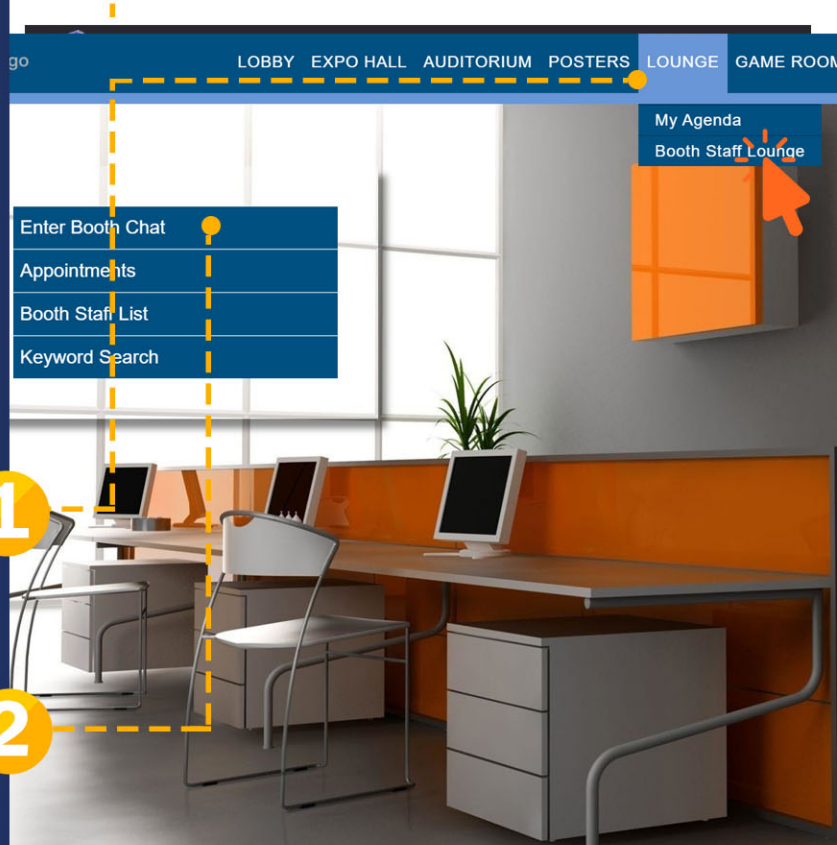 go
LOBBY EXPO HALL AUDITORIUM POSTERS LOUNGE GAME ROOM
My Agenda
Booth Staff Lounge
Enter Booth Chat
Appointments
Booth Staff List
Keyword Search
1
2